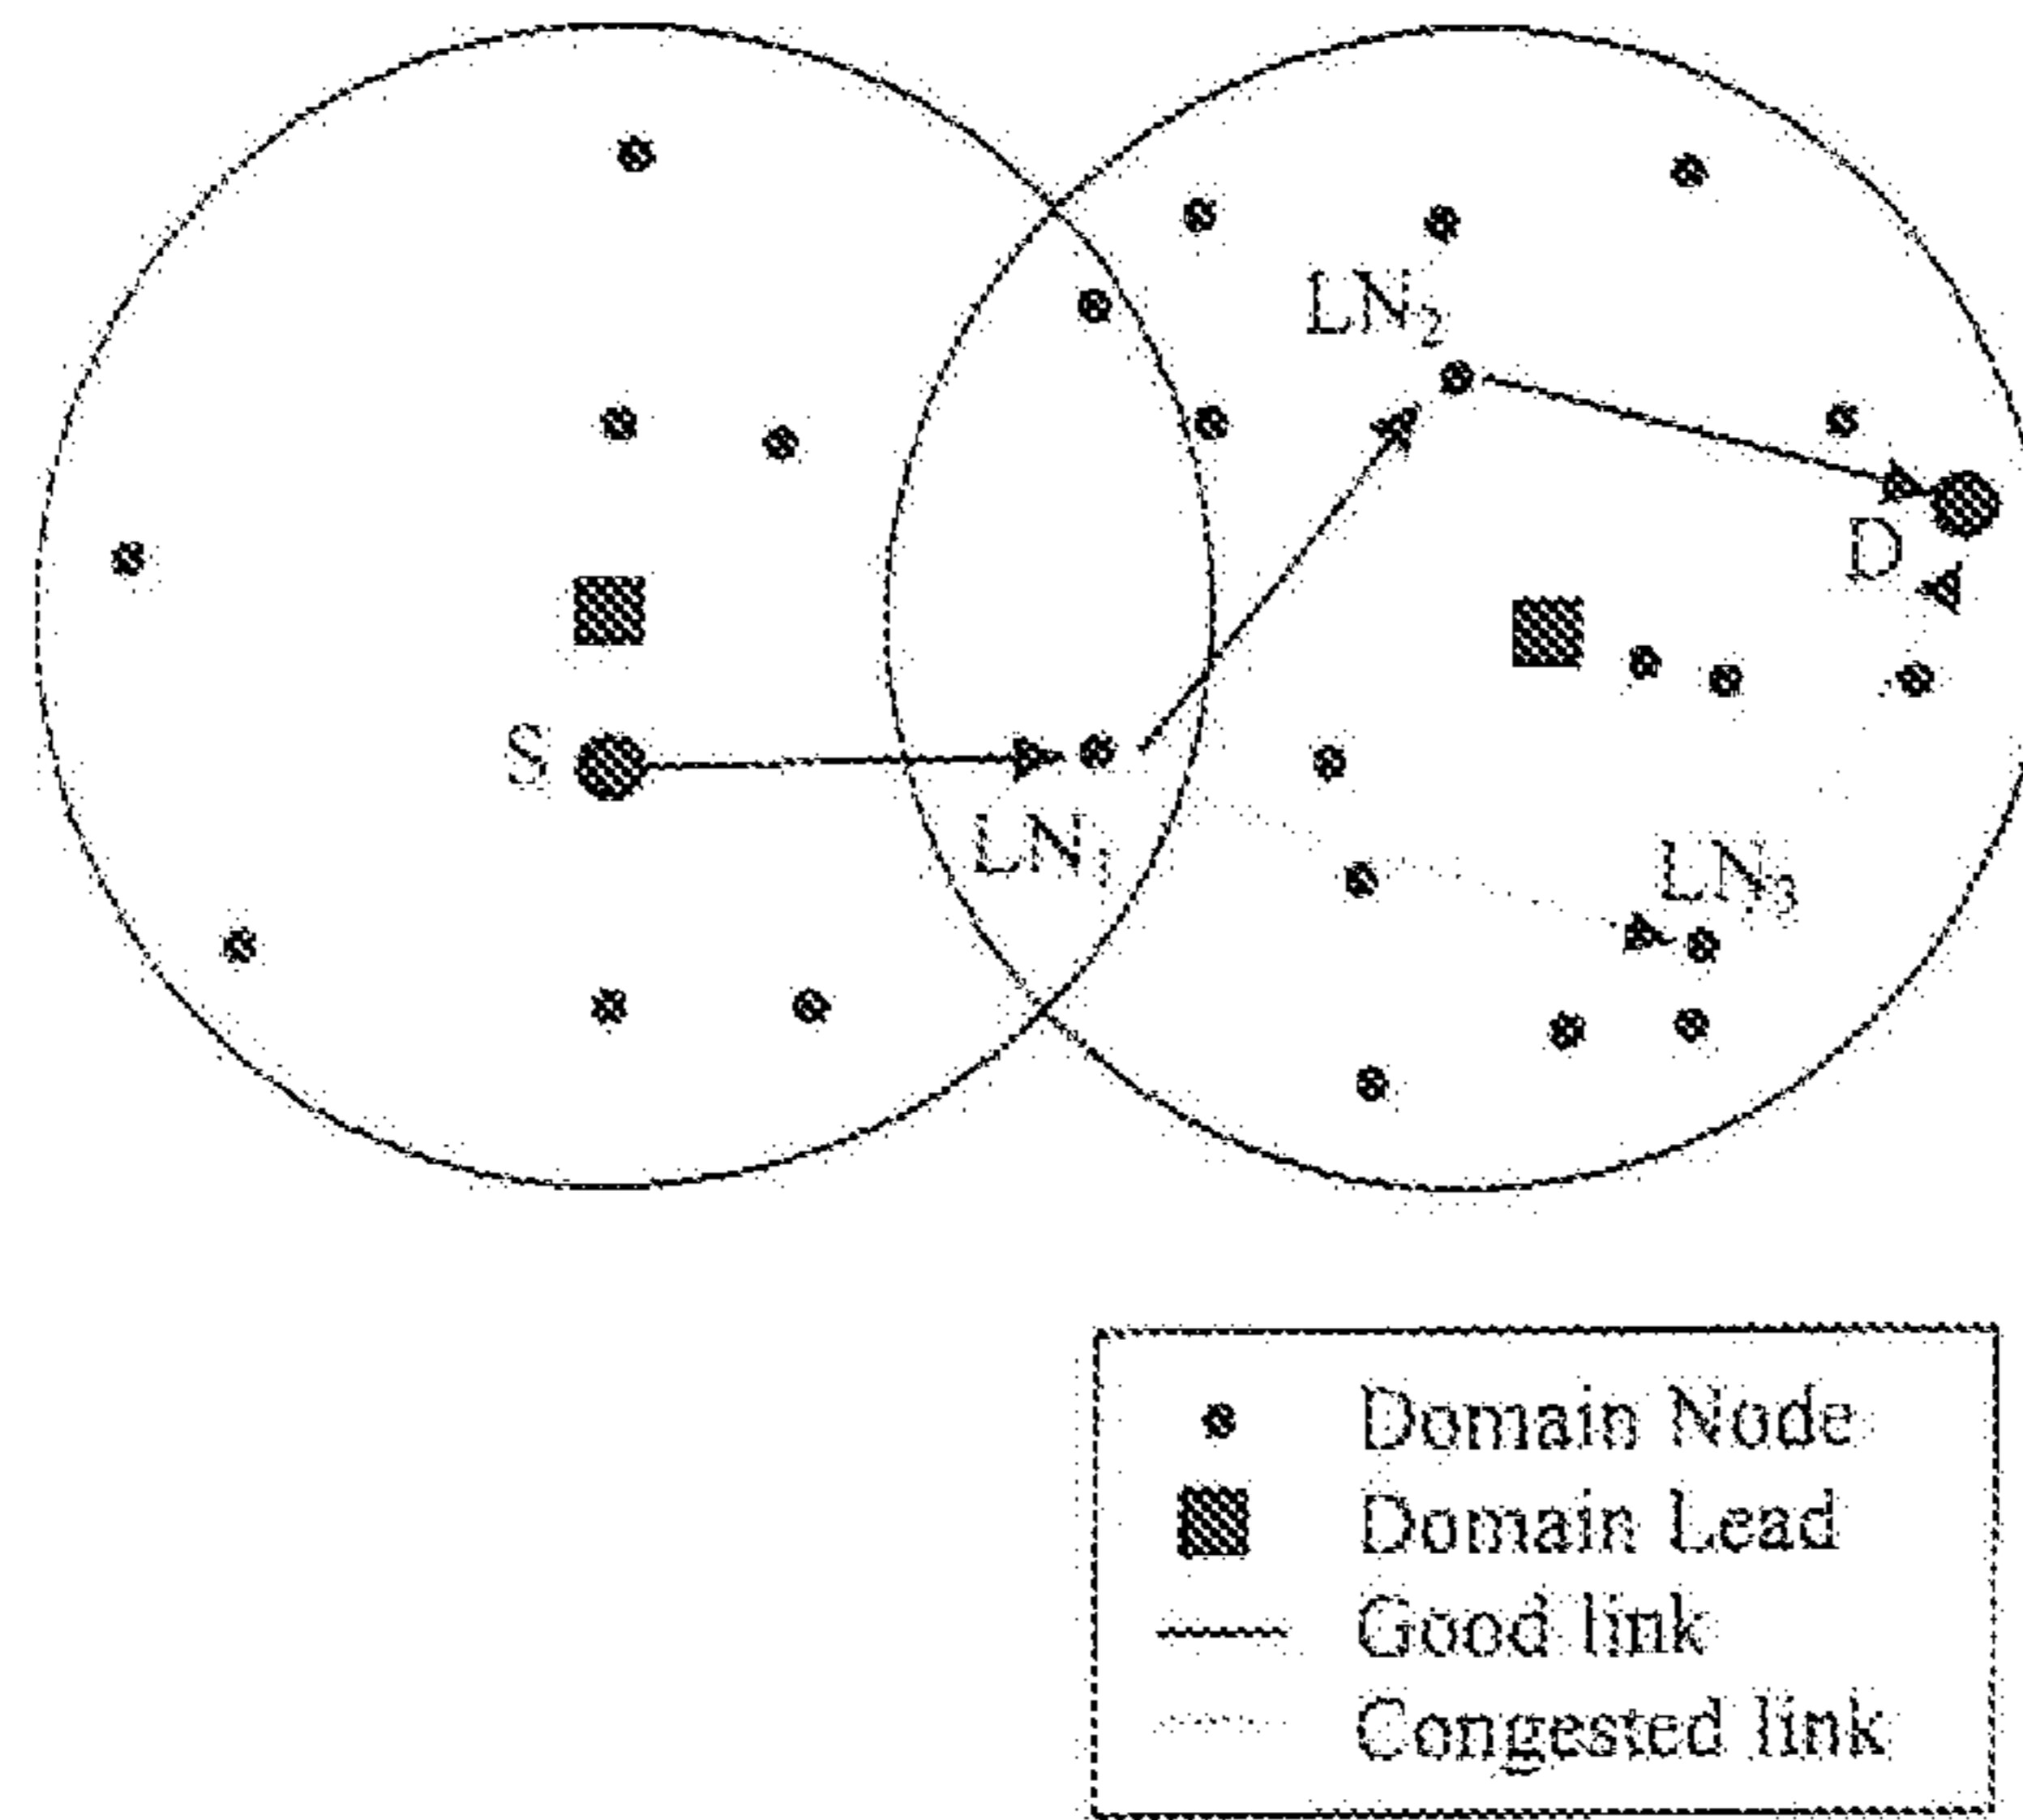 LN₂
D
S
LN₁
LN₃
Domain Node
Domain Lead
Good link
Congested link